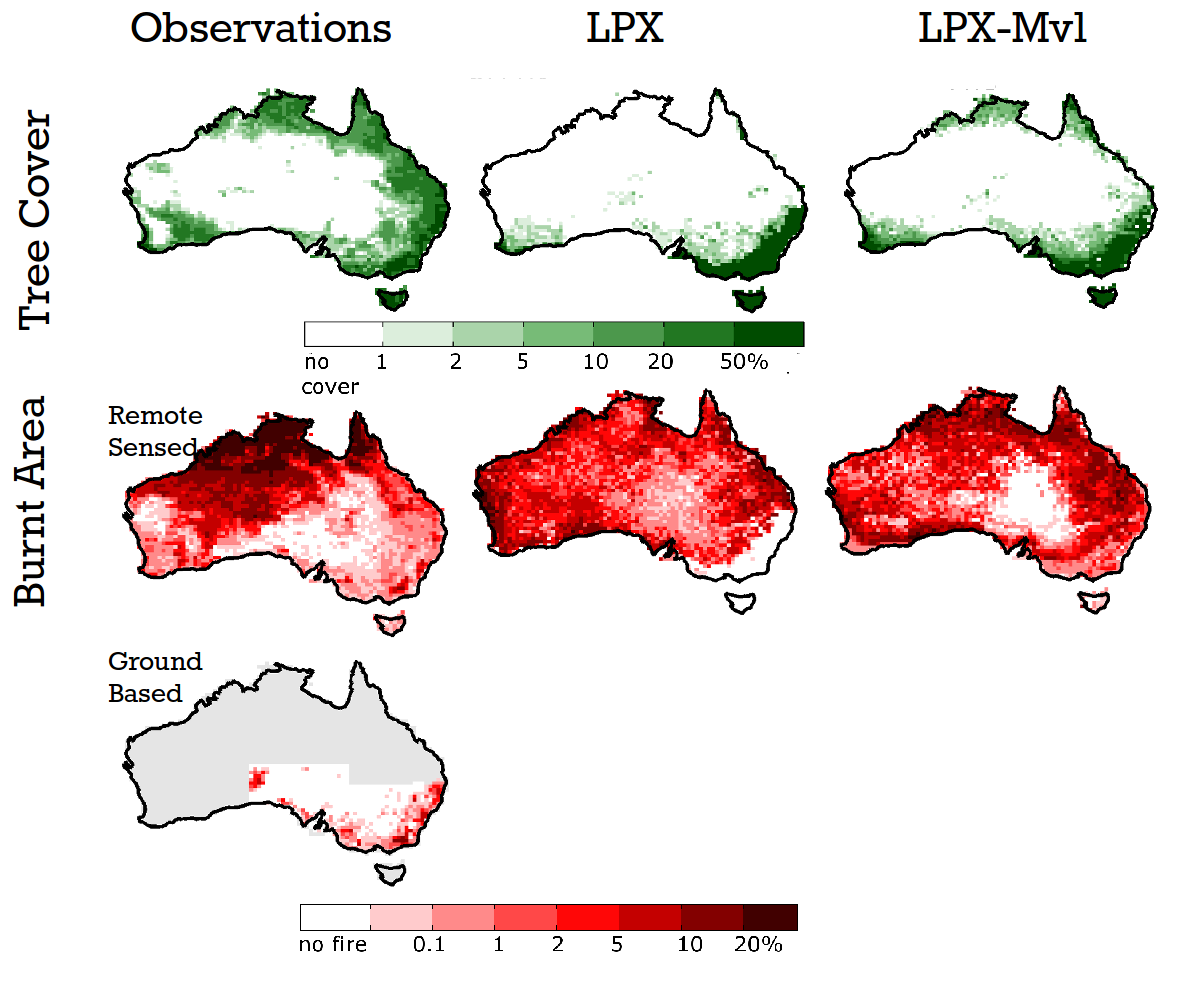 Observations LPX LPX-Mv1
Tree Cover
no 1 2 5 10 20 50%
cover
Burnt Area
Remote
Sensed
Ground
Based
no fire 0.1 1 2 5 10 20%